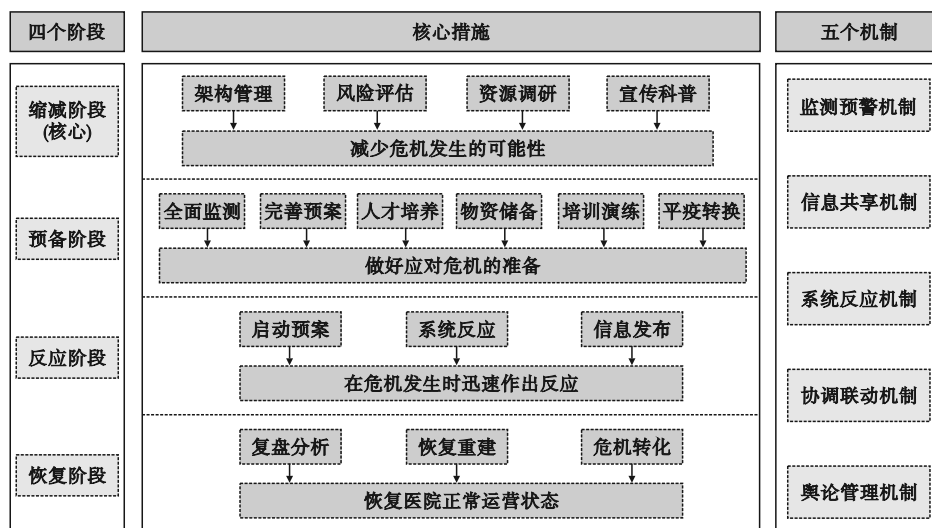 四个阶段
核心措施
五个机制
缩减阶段
(核心)
架构管理
风险评估
资源调研
宣传科普
减少危机发生的可能性
预备阶段
全面监测
完善预案
人才培养
物资储备
培训演练
平疫转换
做好应对危机的准备
反应阶段
启动预案
系统反应
信息发布
在危机发生时迅速作出反应
恢复阶段
复盘分析
恢复重建
危机转化
恢复医院正常运营状态
监测预警机制
信息共享机制
系统反应机制
协调联动机制
舆论管理机制